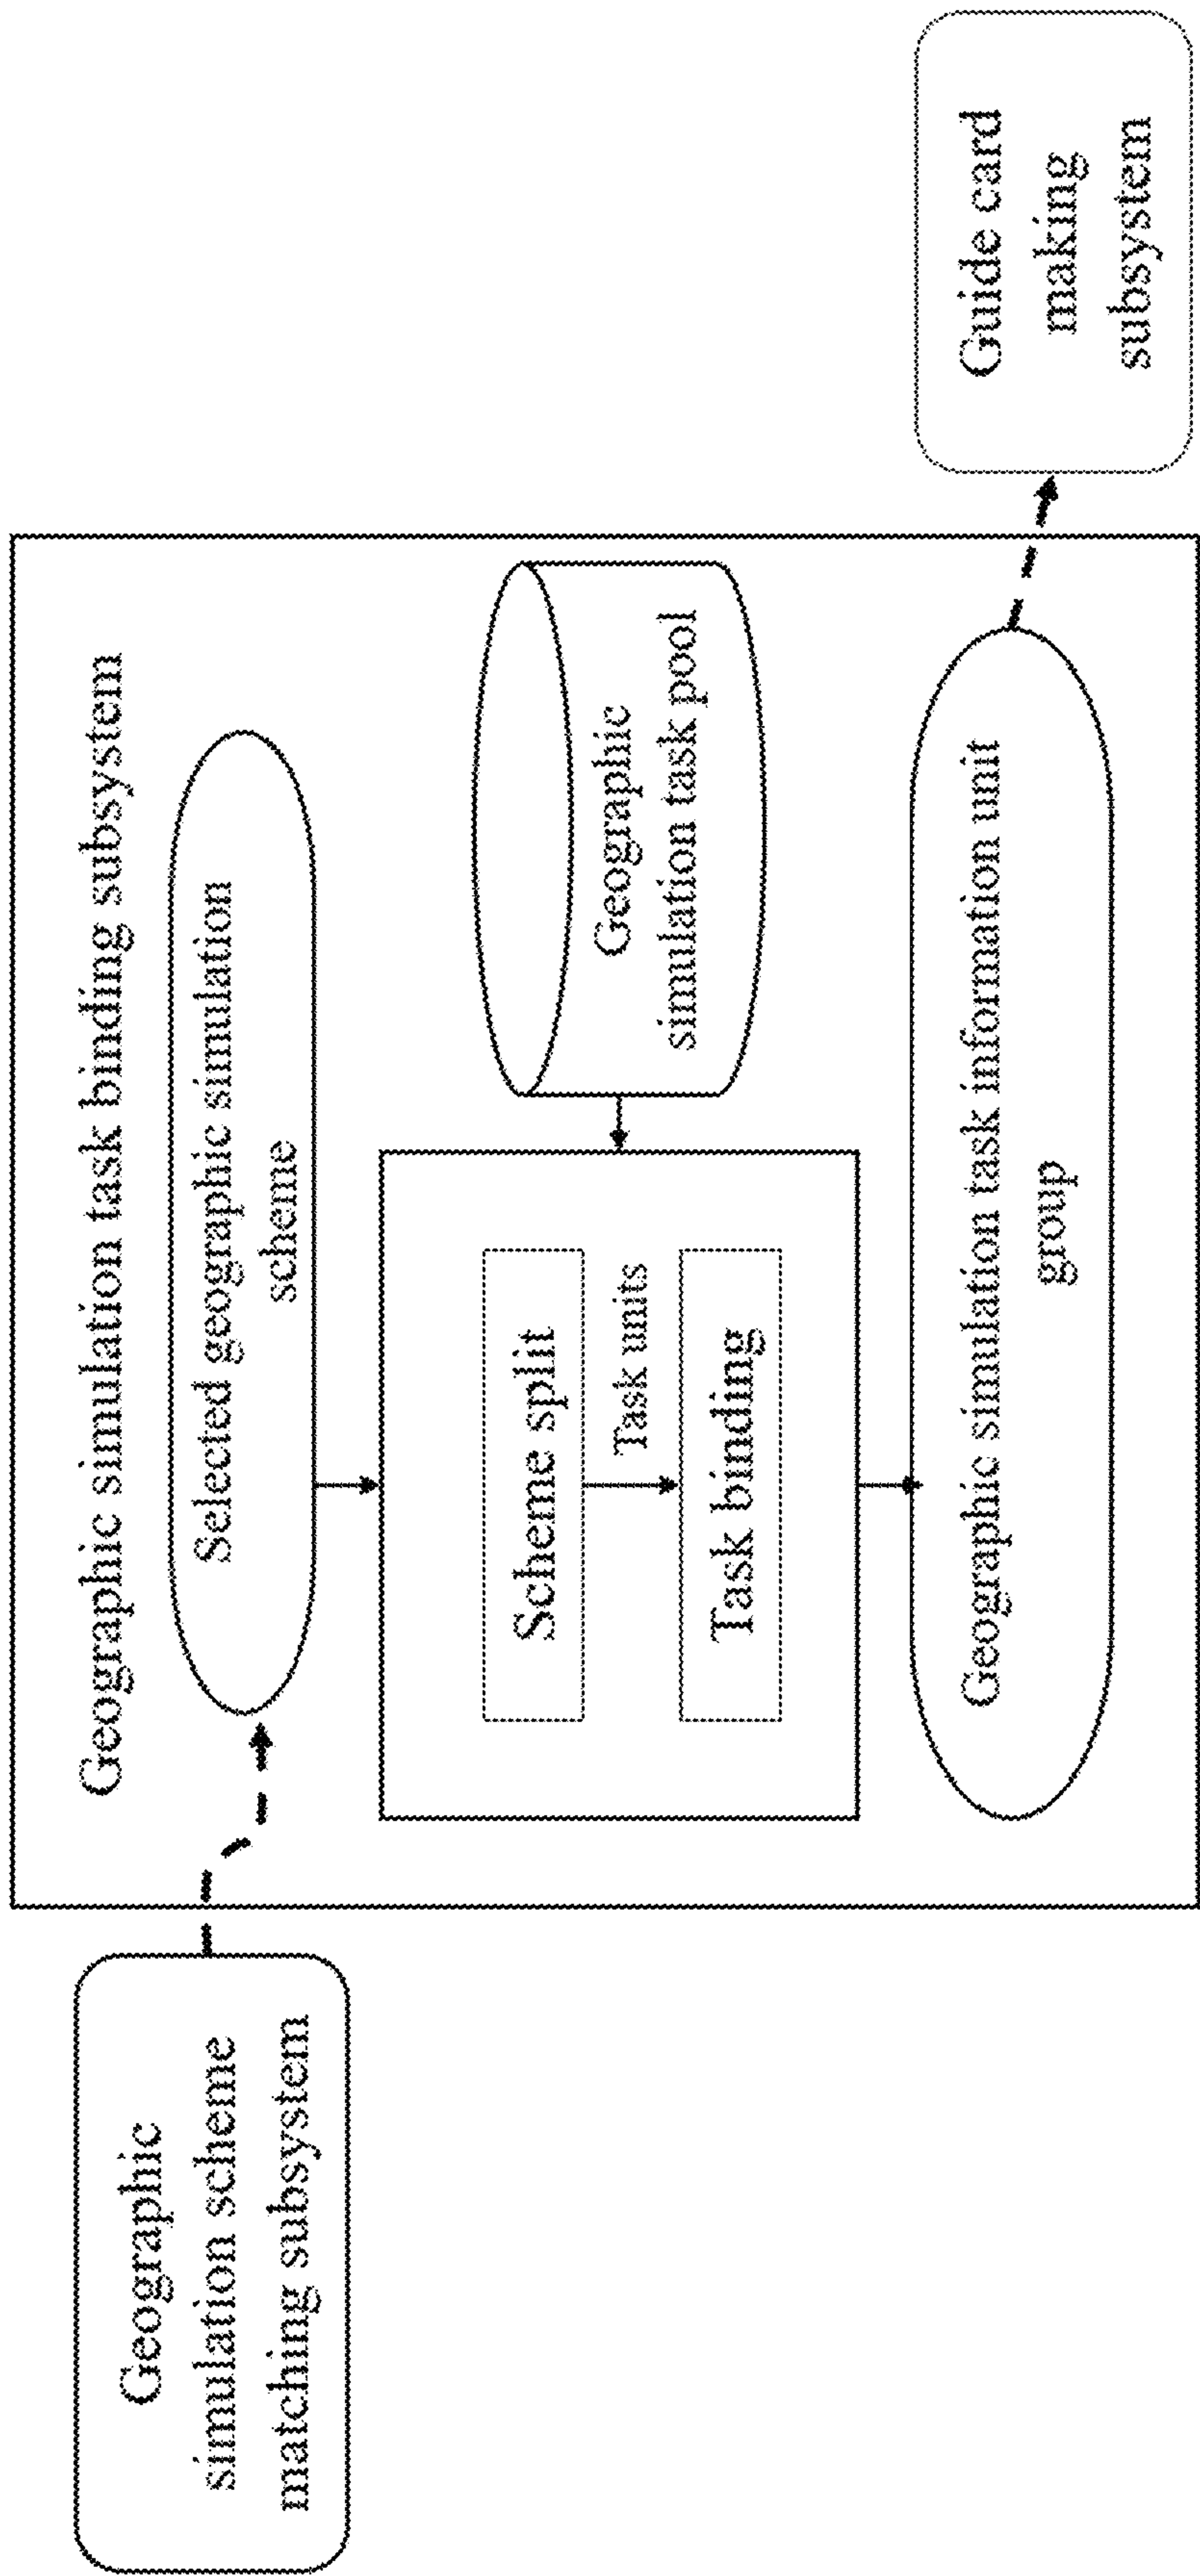 Geographic
simulation scheme
matching subsystem
Geographic simulation task binding subsystem
Selected geographic simulation
scheme
Scheme split
Task units
Task binding
Geographic
simulation task pool
Geographic simulation task information unit
group
Guide card
making
subsystem